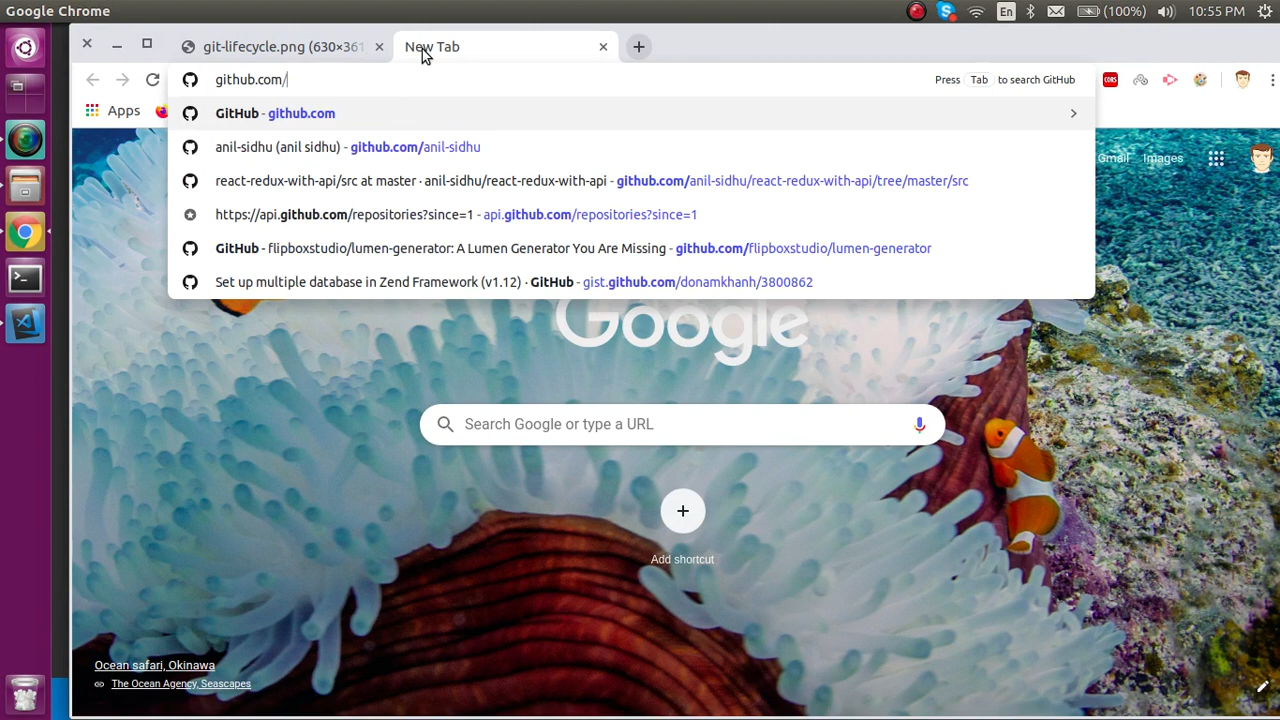 Google Chrome
En
(100%)
10:55 PM
git-lifecycle.png (630×361
New Tab
github.com/
Press Tab to search GitHub
CORS
Apps
GitHub - github.com
anil-sidhu (anil sidhu) - github.com/anil-sidhu
react-redux-with-api/src at master · anil-sidhu/react-redux-with-api - github.com/anil-sidhu/react-redux-with-api/tree/master/src
https://api.github.com/repositories?since=1 - api.github.com/repositories?since=1
GitHub - flipboxstudio/lumen-generator: A Lumen Generator You Are Missing - github.com/flipboxstudio/lumen-generator
Set up multiple database in Zend Framework (v1.12) · GitHub - gist.github.com/donamkhanh/3800862
Gmail
Images
Google
Search Google or type a URL
Add shortcut
Ocean safari, Okinawa
The Ocean Agency, Seascapes